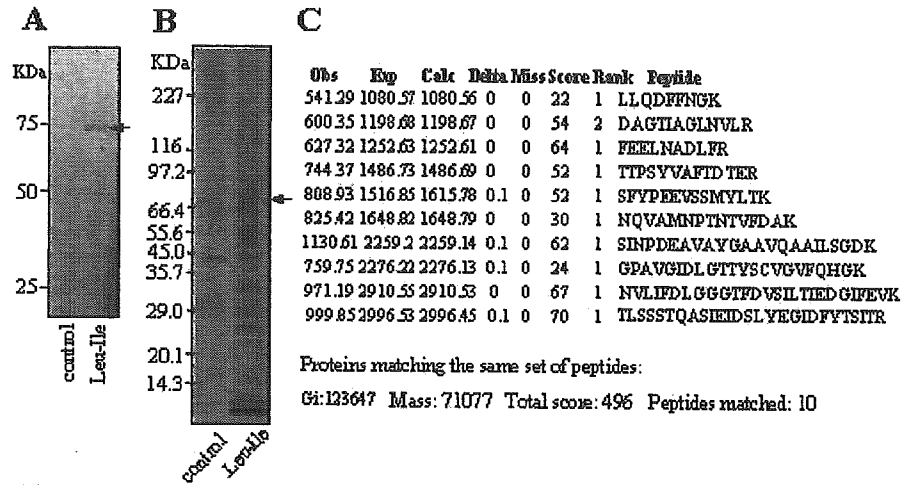 A
B
C
KDa
75
50
25
control
Leu-Ile
KDa
227
116
97.2
66.4
55.6
45.0
35.7
29.0
20.1
14.3
control
Leu-Ile
Obs Exp Calc Delta Miss Score Rank Peptide
541.29 1080.57 1080.56 0 0 22 1 LLQDFFNGK
600.35 1198.68 1198.67 0 0 54 2 DAGTIAGLNVLR
627.32 1252.63 1252.61 0 0 64 1 FEELNADLFR
744.37 1486.73 1486.69 0 0 52 1 TTPSYVAFTDTER
808.93 1516.85 1615.78 0.1 0 52 1 SFYPEEVSSMVLTK
825.42 1648.82 1648.79 0 0 30 1 NQVAMNPTNTVFDAK
1130.61 2259.2 2259.14 0.1 0 62 1 SINPDEAVAYGAAVQAAILSGDK
759.75 2276.22 2276.13 0.1 0 24 1 GPAVGIDLGTTYSCVGVFQHGK
971.19 2910.55 2910.53 0 0 67 1 NVLIFDLGGGTFDVSILTIEDGIFEVK
999.85 2996.53 2996.45 0.1 0 70 1 TLSSSTQASIEIDSLYEGIDFYTSITR
Proteins matching the same set of peptides:
Gi:123647 Mass: 71077 Total score: 496 Peptides matched: 10